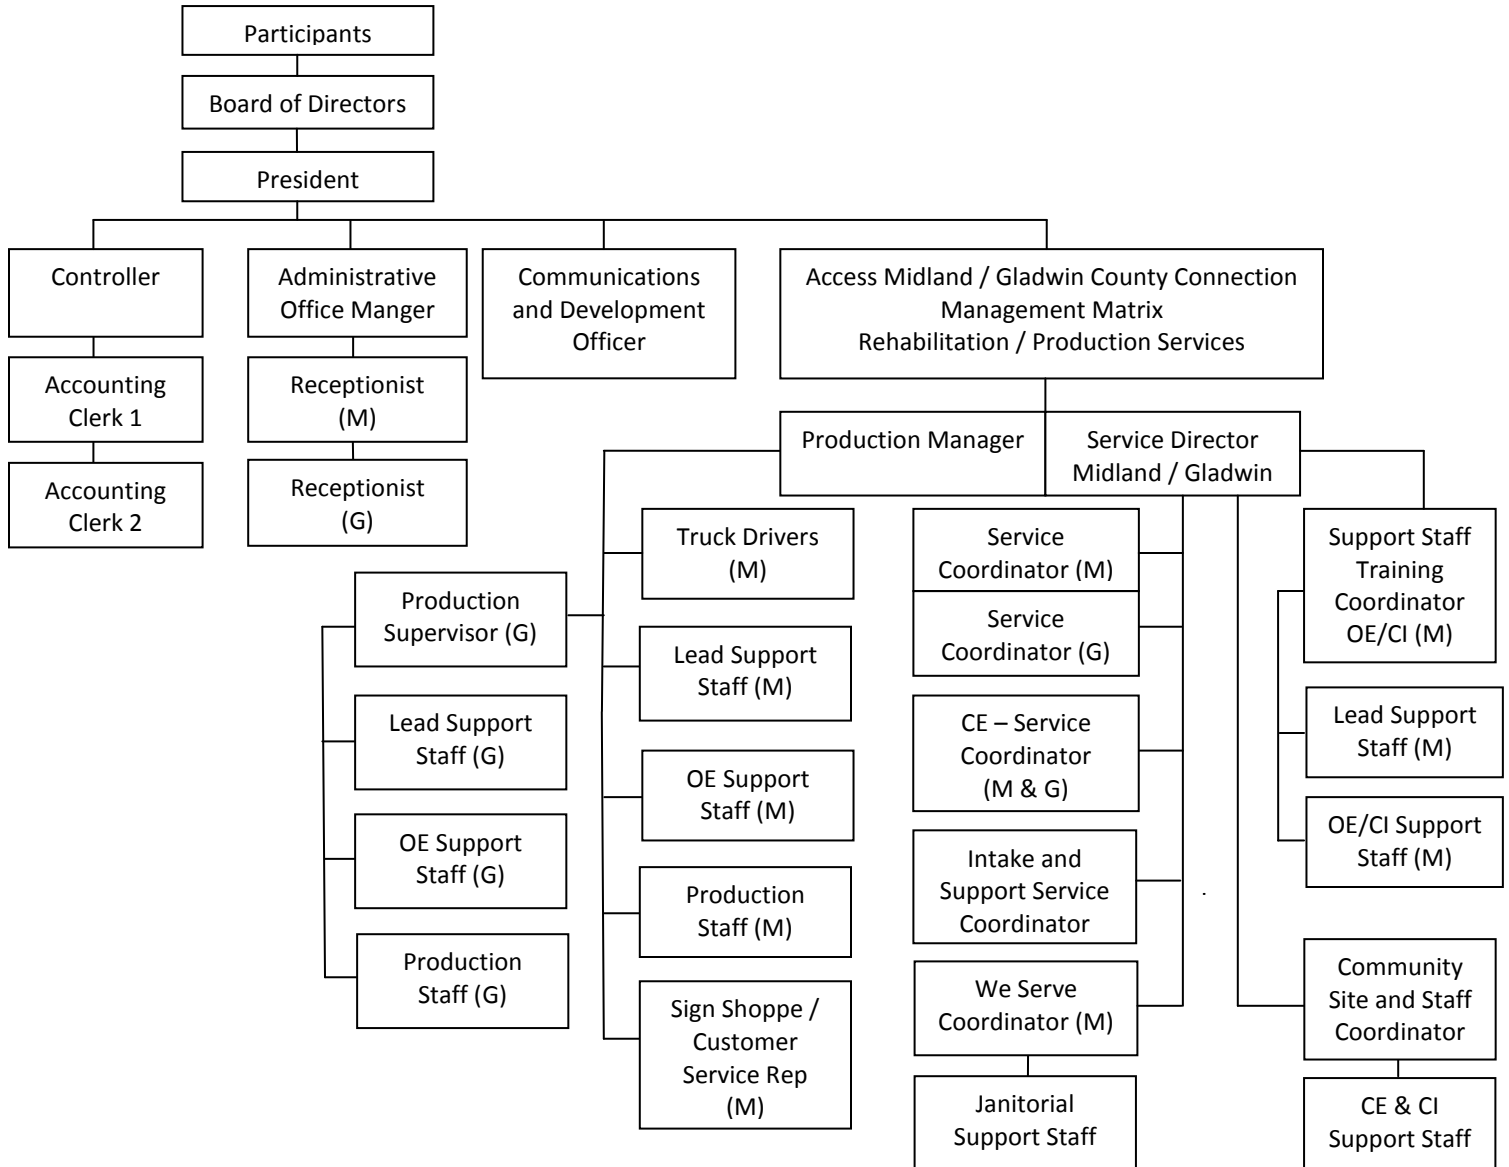 Participants
Board of Directors
President
Controller
Administrative
Office Manger
Communications
and Development
Officer
Access Midland / Gladwin County Connection
Management Matrix
Rehabilitation / Production Services
Accounting
Clerk 1
Receptionist
(M)
Accounting
Clerk 2
Receptionist
(G)
Production Manager
Service Director
Midland / Gladwin
Production
Supervisor (G)
Lead Support
Staff (G)
OE Support
Staff (G)
Production
Staff (G)
Truck Drivers
(M)
Lead Support
Staff (M)
OE Support
Staff (M)
Production
Staff (M)
Sign Shoppe /
Customer
Service Rep
(M)
Service
Coordinator (M)
Service
Coordinator (G)
CE – Service
Coordinator
(M & G)
Intake and
Support Service
Coordinator
We Serve
Coordinator (M)
Janitorial
Support Staff
.
Support Staff
Training
Coordinator
OE/CI (M)
Lead Support
Staff (M)
OE/CI Support
Staff (M)
Community
Site and Staff
Coordinator
CE & CI
Support Staff